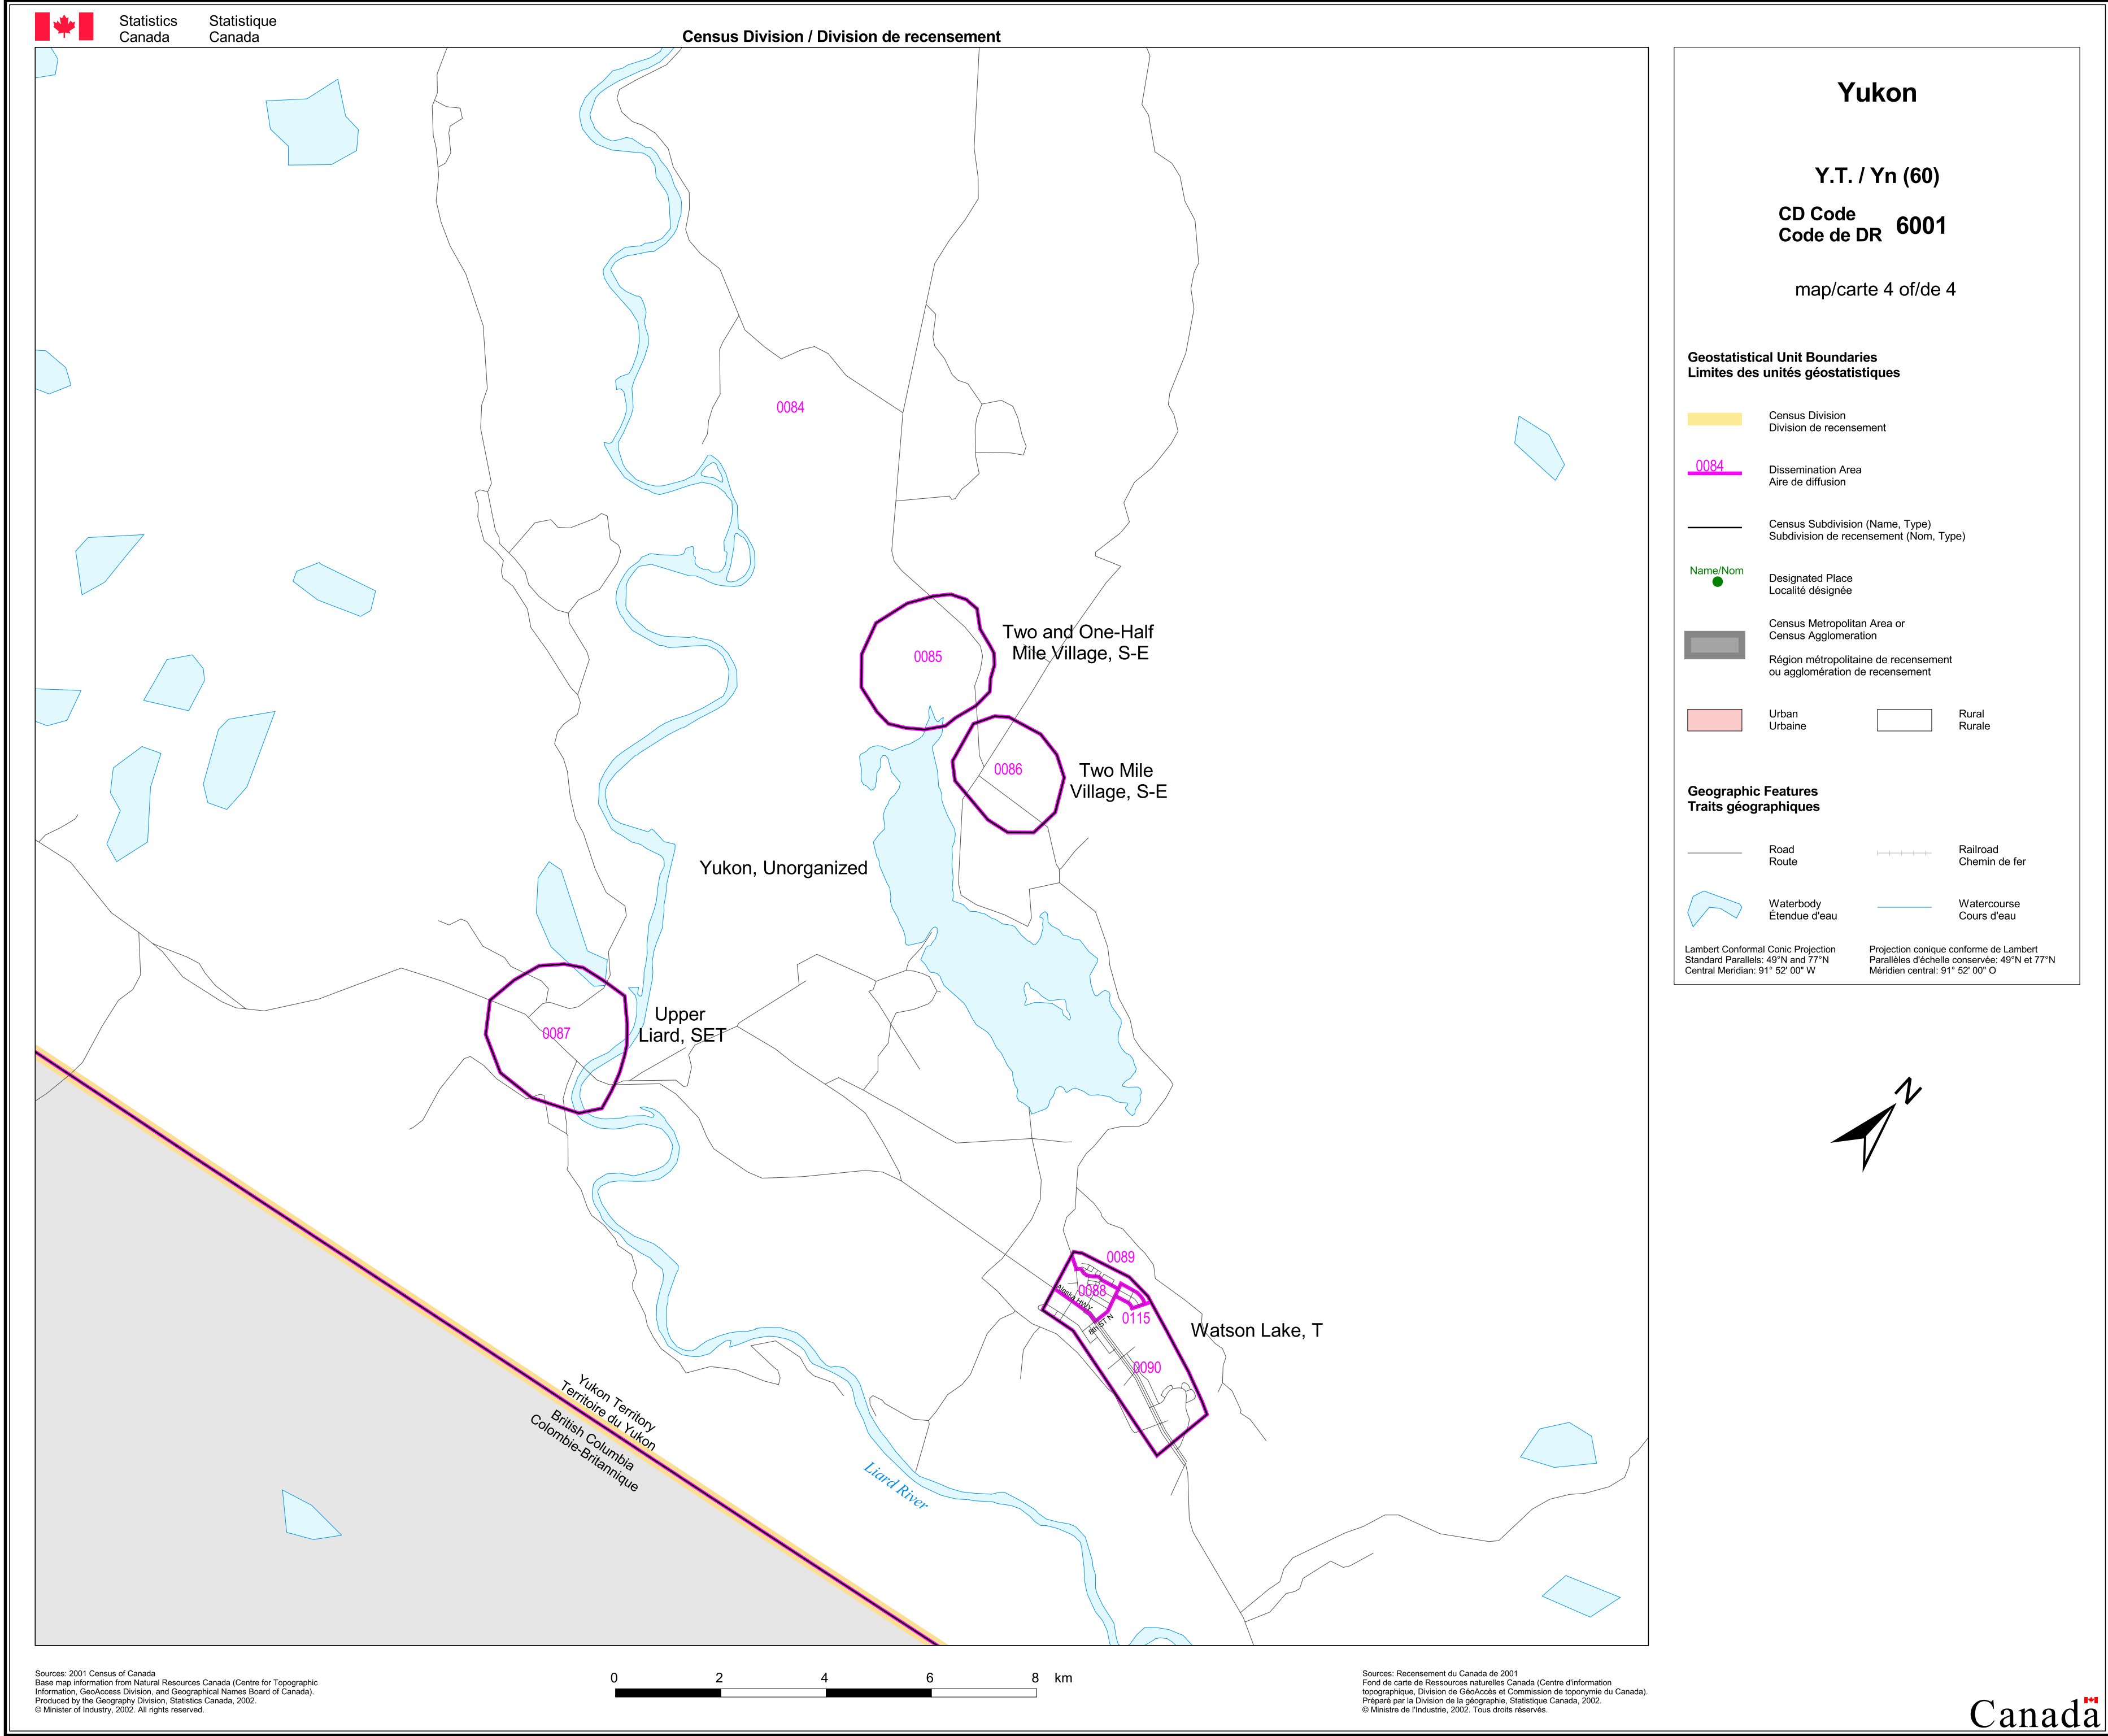 Statistics
Canada
Statistique
Canada
Census Division / Division de recensement
0084
0085
Two and One-Half
Mile Village, S-E
0086
Two Mile
Village, S-E
Yukon, Unorganized
0087
Upper
Liard, SET
0089
0088
Alaska HWY
8th ST N
0115
0090
Watson Lake, T
Yukon Territory
Territoire du Yukon
British Columbia
Colombie-Britannique
Liard River
Yukon
Y.T. / Yn (60)
CD Code
Code de DR
6001
map/carte 4 of/de 4
Geostatistical Unit Boundaries
Limites des unités géostatistiques
Census Division
Division de recensement
0084
Dissemination Area
Aire de diffusion
Census Subdivision (Name, Type)
Subdivision de recensement (Nom, Type)
Name/Nom
Designated Place
Localité désignée
Census Metropolitan Area or
Census Agglomeration
Région métropolitaine de recensement
ou agglomération de recensement
Urban
Urbaine
Rural
Rurale
Geographic Features
Traits géographiques
Road
Route
Railroad
Chemin de fer
Waterbody
Étendue d'eau
Watercourse
Cours d'eau
Lambert Conformal Conic Projection
Standard Parallels: 49°N and 77°N
Central Meridian: 91° 52' 00" W
Projection conique conforme de Lambert
Parallèles d'échelle conservée: 49°N et 77°N
Méridien central: 91° 52' 00" O
N
Sources: 2001 Census of Canada
Base map information from Natural Resources Canada (Centre for Topographic
Information, GeoAccess Division, and Geographical Names Board of Canada).
Produced by the Geography Division, Statistics Canada, 2002.
© Minister of Industry, 2002. All rights reserved.
0 2 4 6 8 km
Sources: Recensement du Canada de 2001
Fond de carte de Ressources naturelles Canada (Centre d'information
topographique, Division de GéoAccès et Commission de toponymie du Canada).
Préparé par la Division de la géographie, Statistique Canada, 2002.
© Ministre de l'Industrie, 2002. Tous droits réservés.
Canada